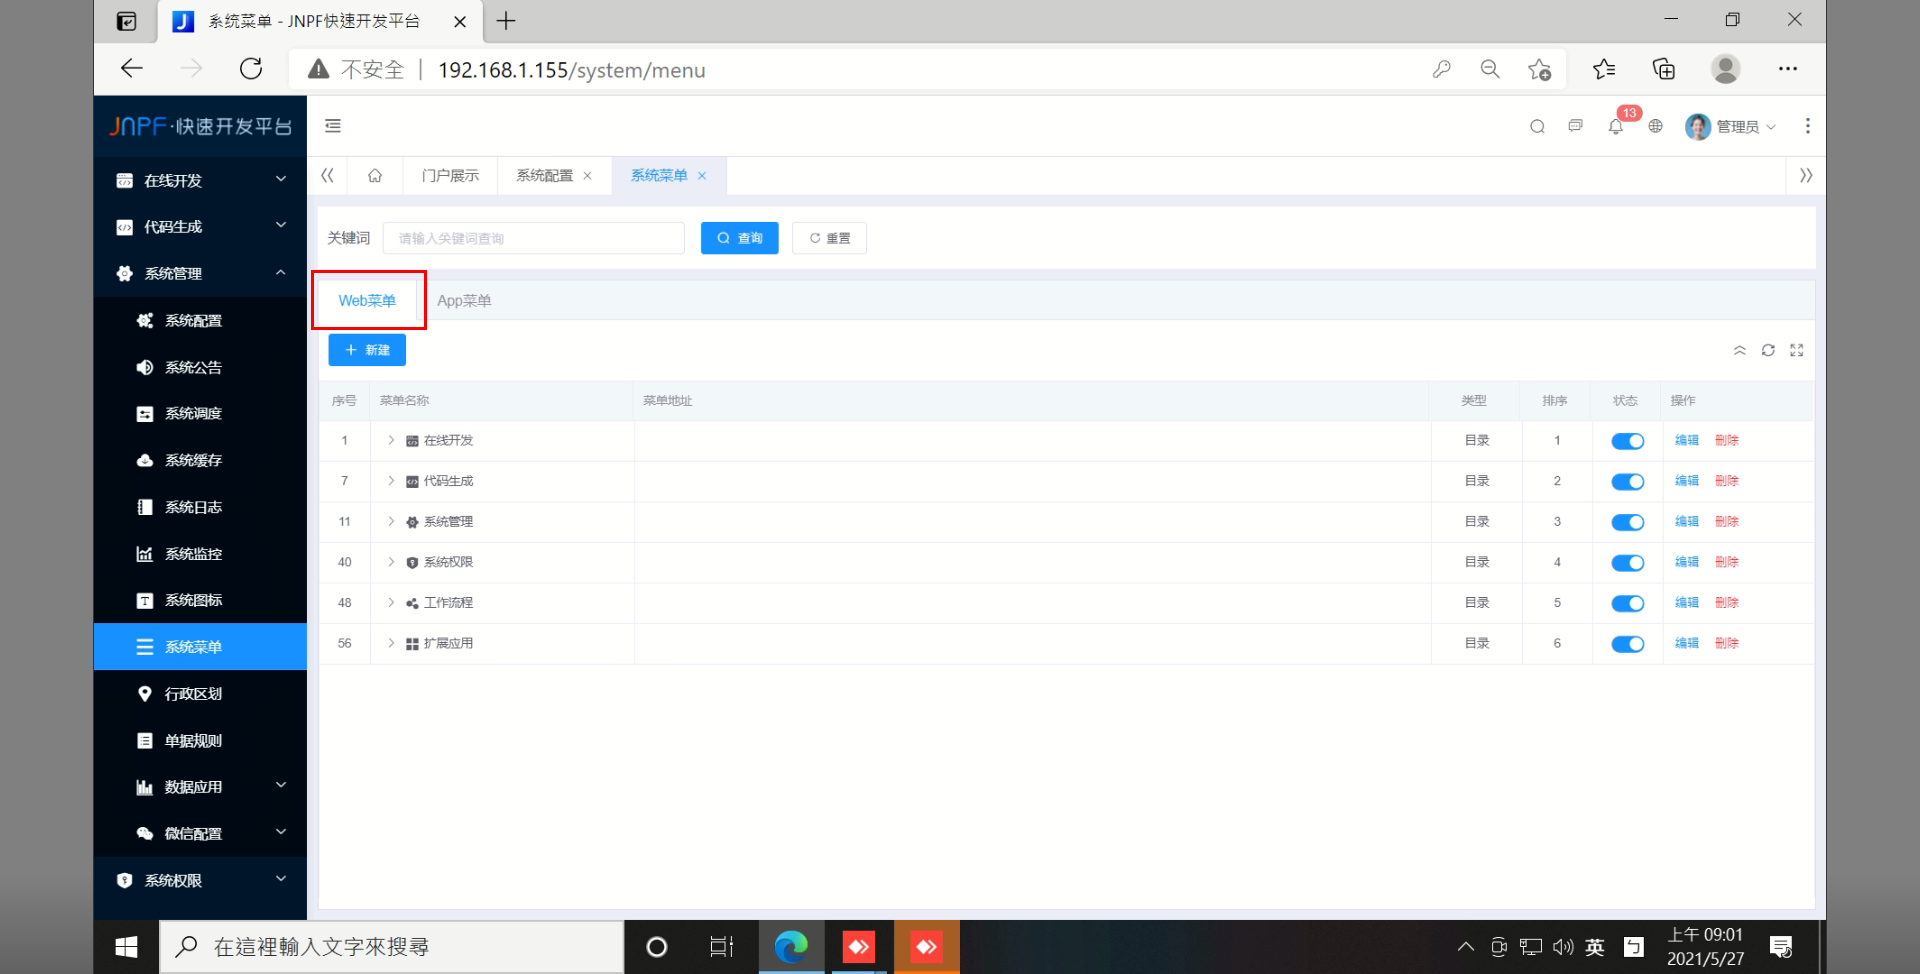 系统菜单 - JNPF快速开发平台
不安全 | 192.168.1.155/system/menu
JNPF·快速开发平台
13
管理员
门户展示
系统配置
系统菜单
在线开发
代码生成
系统管理
系统配置
系统公告
系统调度
系统缓存
系统日志
系统监控
系统图标
系统菜单
行政区划
单据规则
数据应用
微信配置
系统权限
关键词 请输入关键词查询 查询 重置
Web菜单 App菜单
新建
序号 菜单名称 菜单地址 类型 排序 状态 操作
1 在线开发 目录 1 编辑 删除
7 代码生成 目录 2 编辑 删除
11 系统管理 目录 3 编辑 删除
40 系统权限 目录 4 编辑 删除
48 工作流程 目录 5 编辑 删除
56 扩展应用 目录 6 编辑 删除
在這裡輸入文字來搜尋
英 ㄅ
上午 09:01
2021/5/27